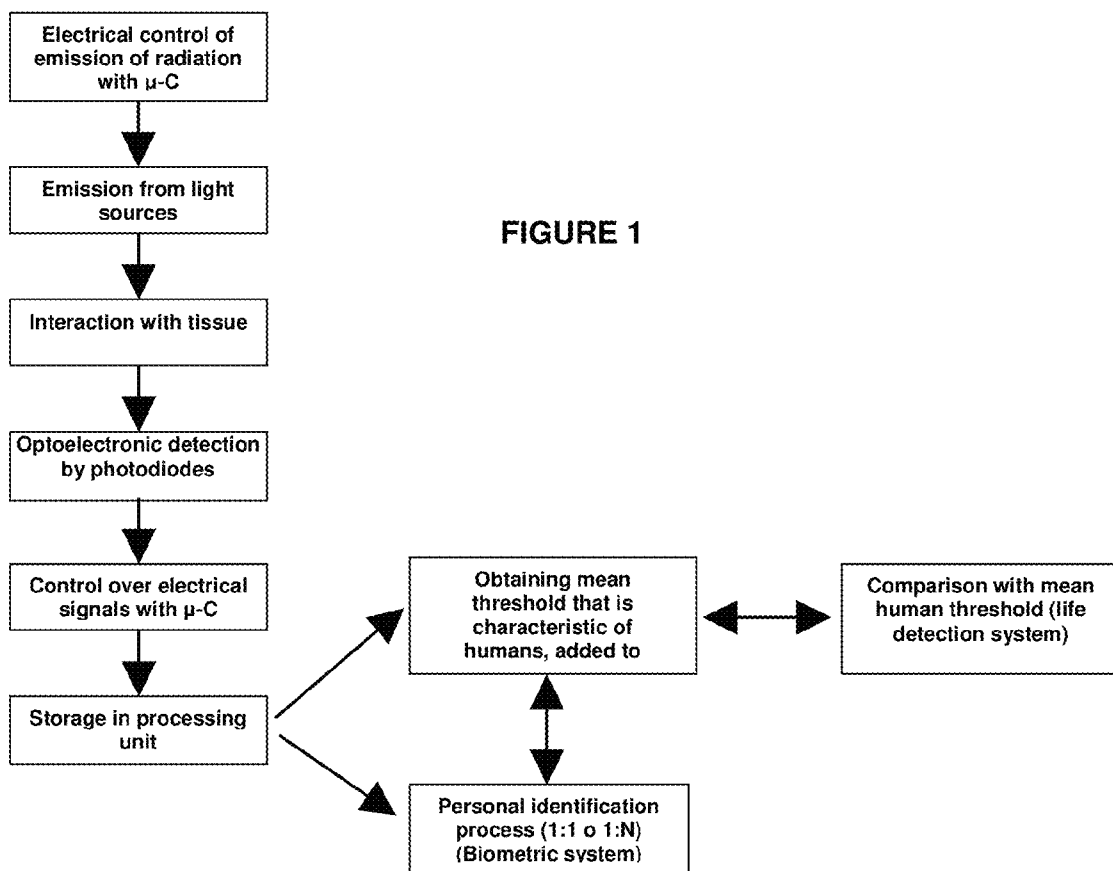 Electrical control of
emission of radiation
with µ-C
Emission from light
sources
FIGURE 1
Interaction with tissue
Optoelectronic detection
by photodiodes
Control over electrical
signals with µ-C
Storage in processing
unit
Obtaining mean
threshold that is
characteristic of
humans, added to
Comparison with mean
human threshold (life
detection system)
Personal identification
process (1:1 o 1:N)
(Biometric system)